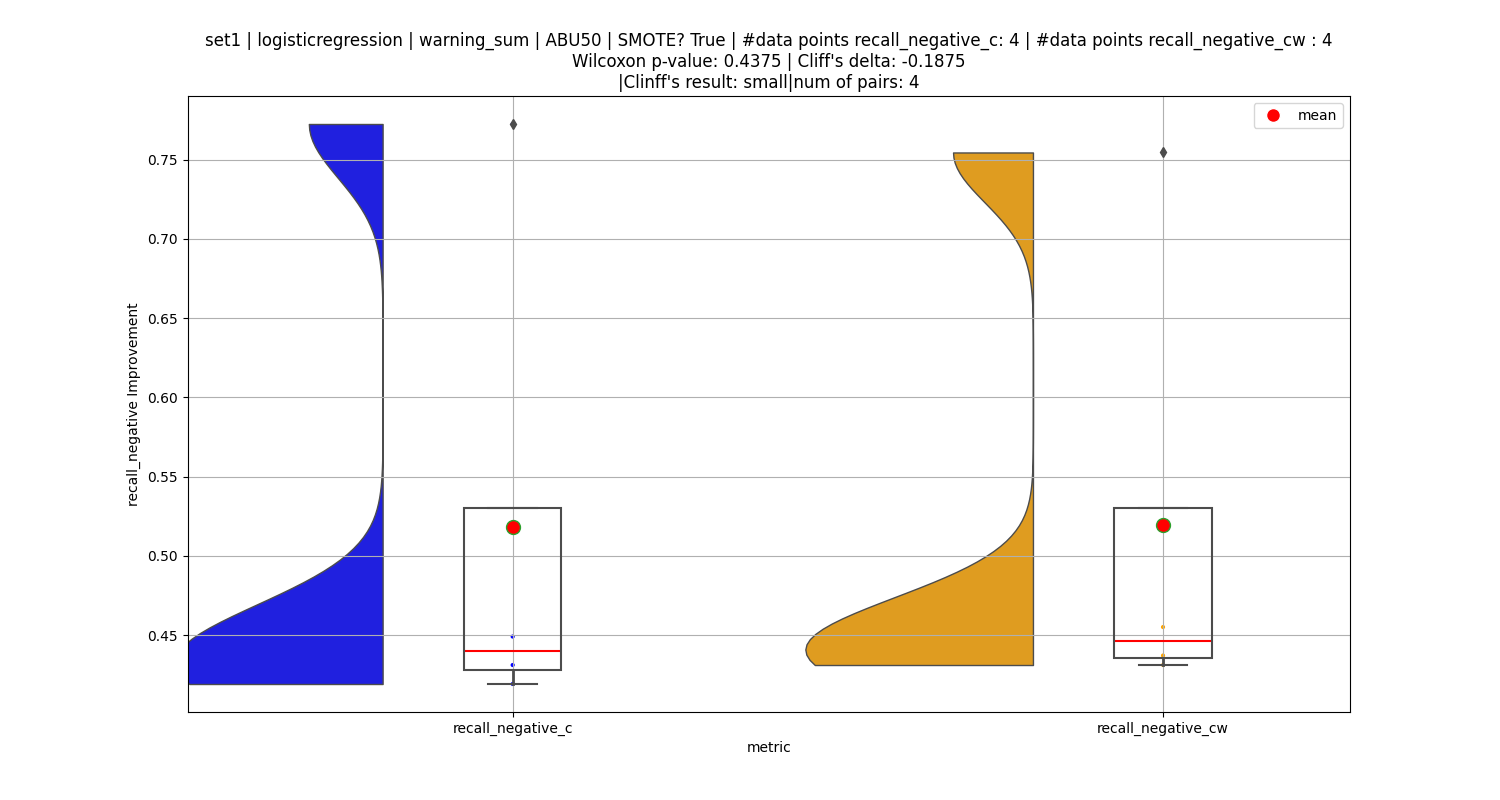 set1 | logisticregression | warning_sum | ABU50 | SMOTE? True | #data points recall_negative_c: 4 | #data points recall_negative_cw : 4
Wilcoxon p-value: 0.4375 | Cliff's delta: -0.1875
|Clinff's result: small|num of pairs: 4
mean
0.75
0.70
0.65
0.60
0.55
0.50
0.45
recall_negative Improvement
recall_negative_c
recall_negative_cw
metric